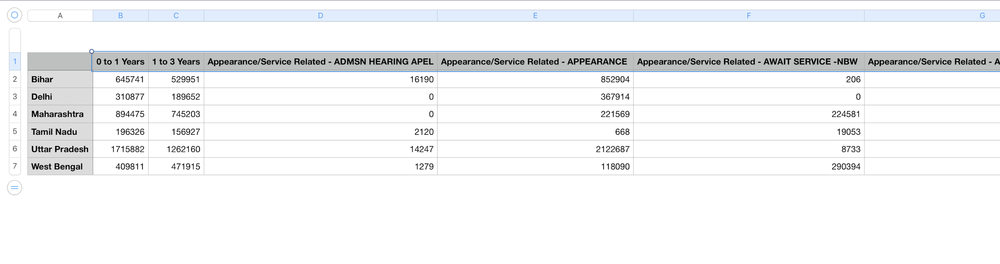 A B C D E F G
1 0 to 1 Years 1 to 3 Years Appearance/Service Related - ADMSN HEARING APEL Appearance/Service Related - APPEARANCE Appearance/Service Related - AWAIT SERVICE -NBW Appearance/Service Related - A
2 Bihar 645741 529951 16190 852904 206
3 Delhi 310877 189652 0 367914 0
4 Maharashtra 894475 745203 0 221569 224581
5 Tamil Nadu 196326 156927 2120 668 19053
6 Uttar Pradesh 1715882 1262160 14247 2122687 8733
7 West Bengal 409811 471915 1279 118090 290394